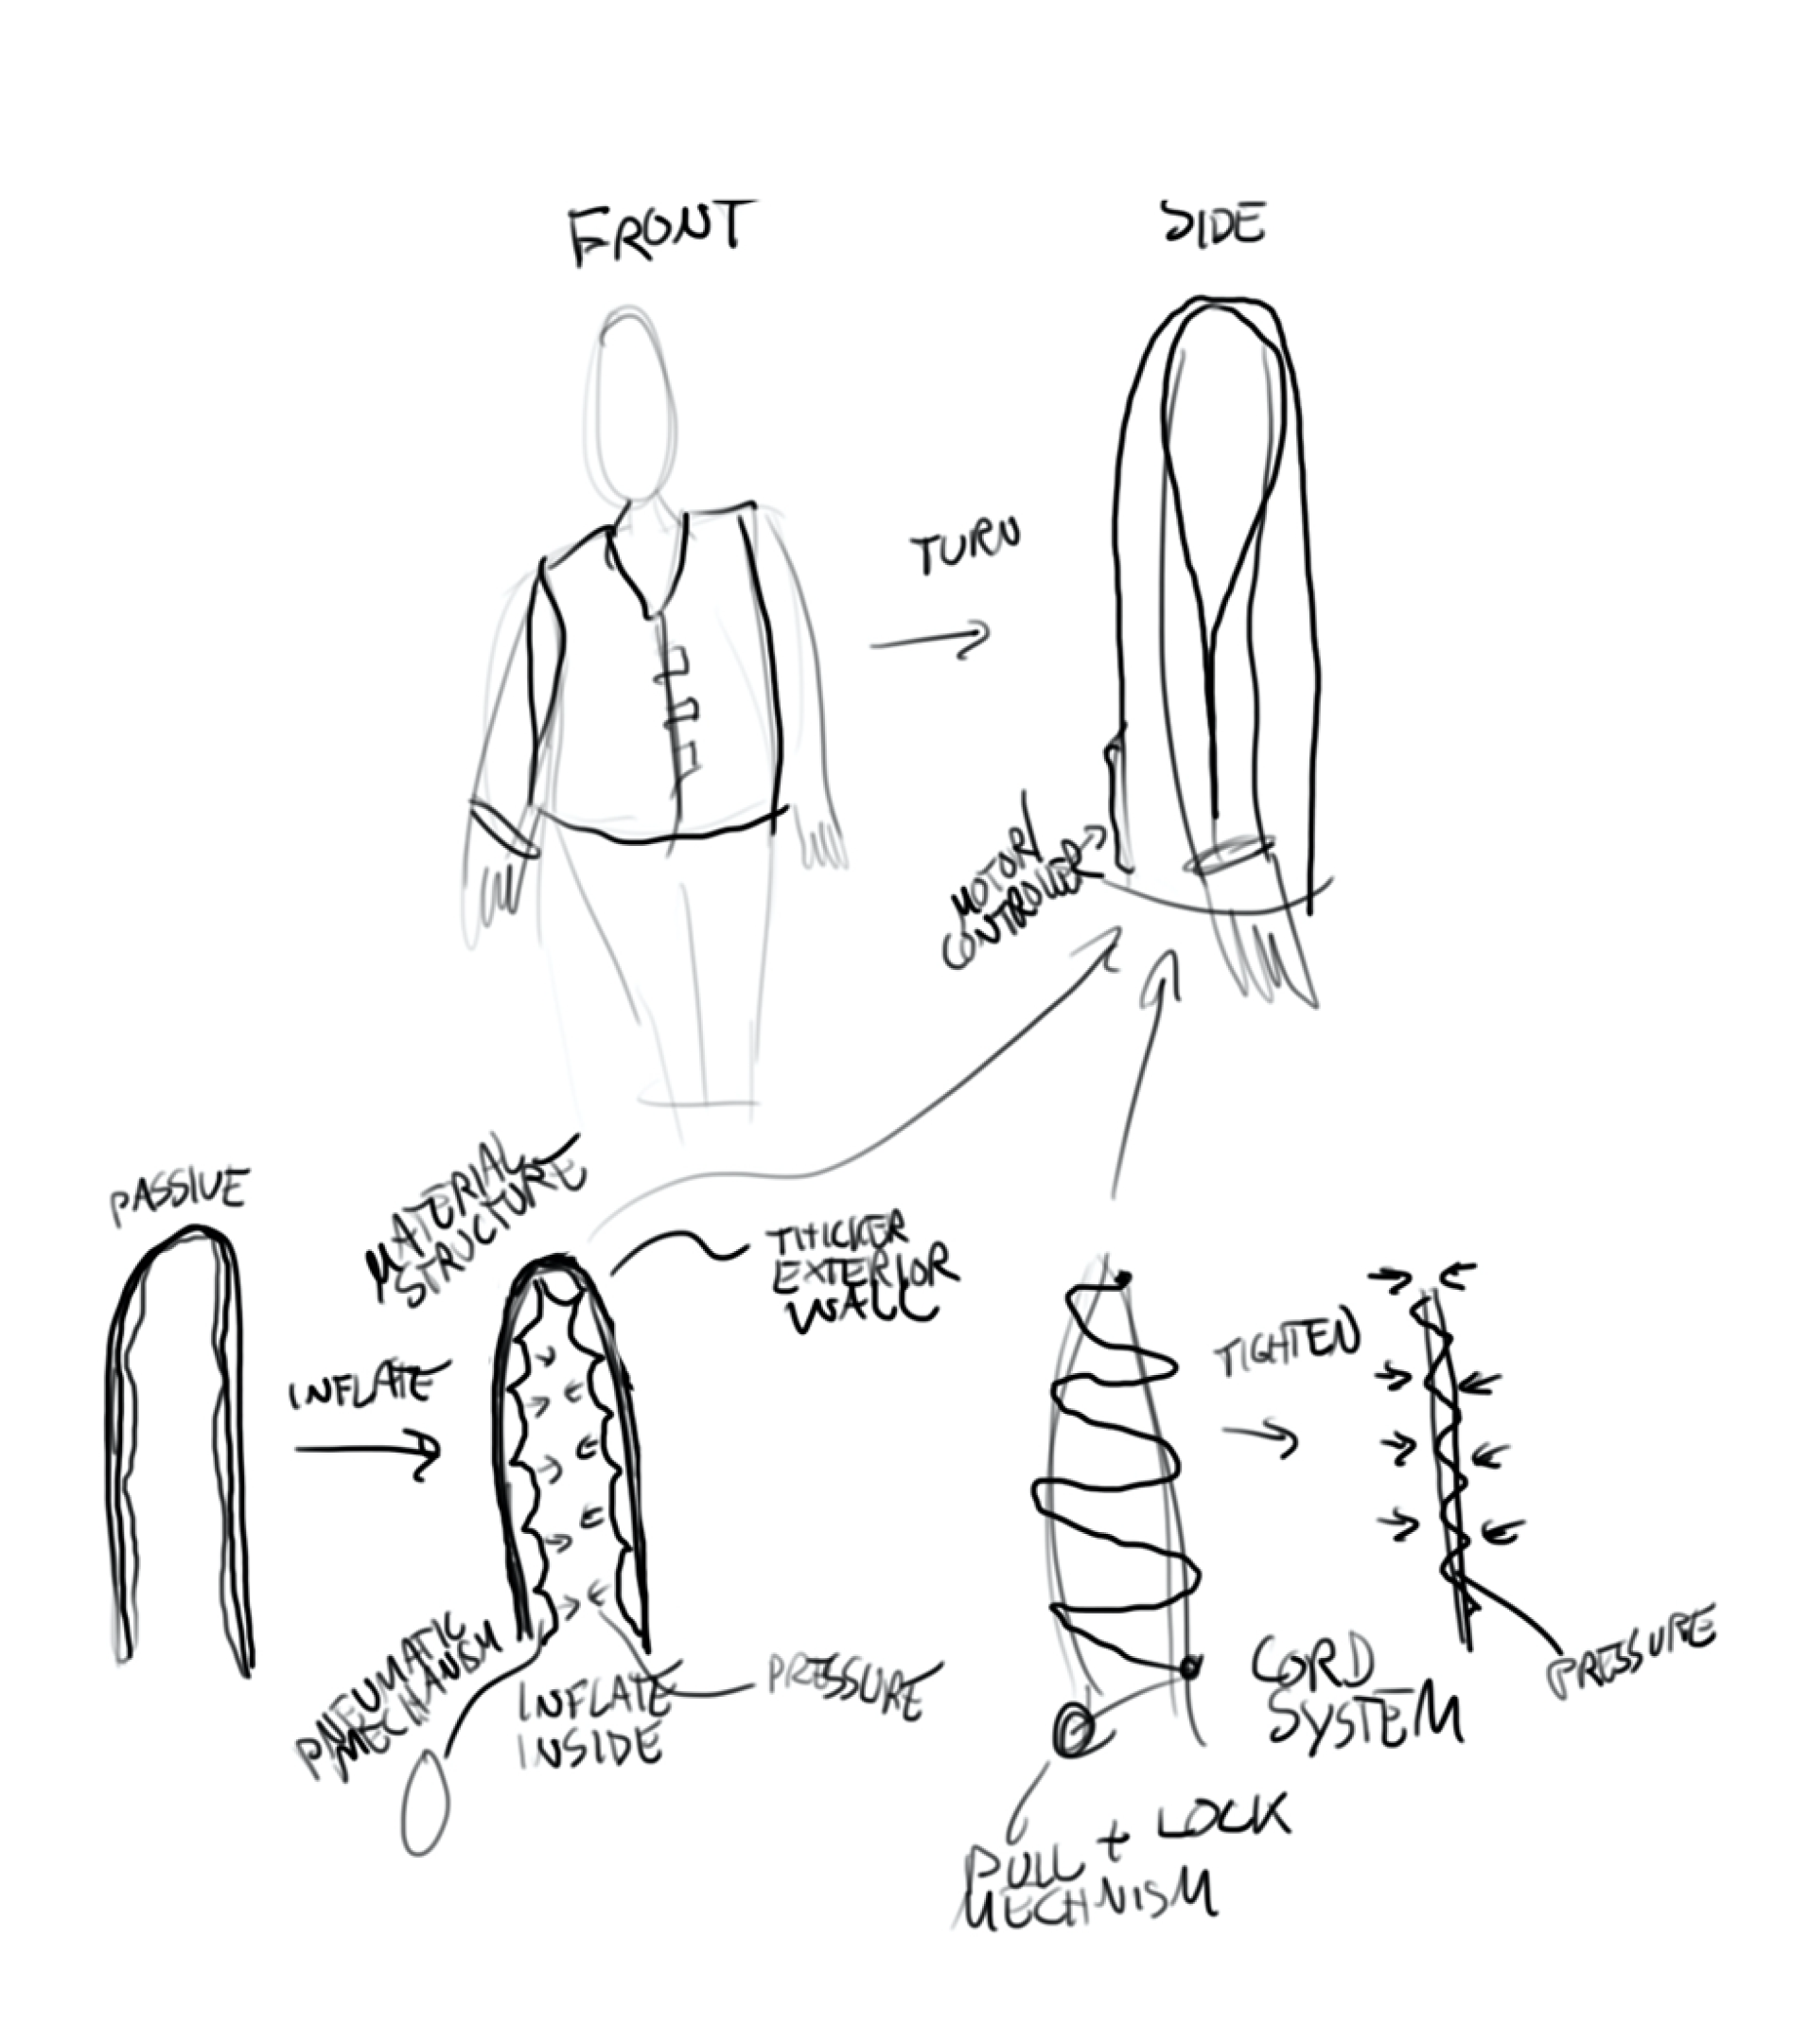 FRONT
SIDE
TURN
MOTOR/
CONTROLLER
PASSIVE
MATERIAL
STRUCTURE
THICKER
EXTERIOR
WALL
INFLATE
TIGHTEN
PNEUMATIC
MECHANISM
INFLATE
INSIDE
PRESSURE
CORD
SYSTEM
PRESSURE
PULL + LOCK
MECHNISM